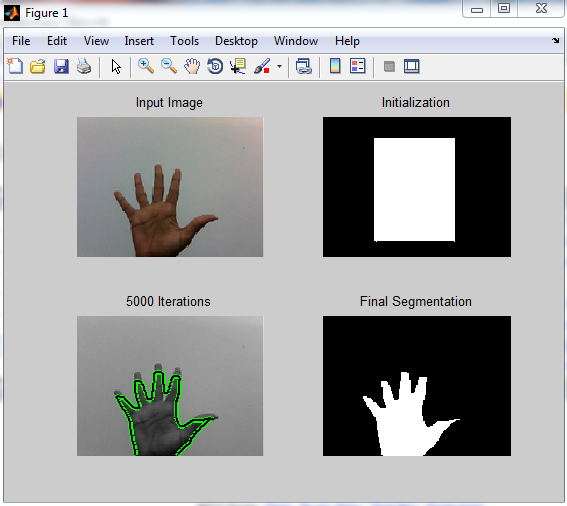 Figure 1
File Edit View Insert Tools Desktop Window Help
Input Image
Initialization
5000 Iterations
Final Segmentation